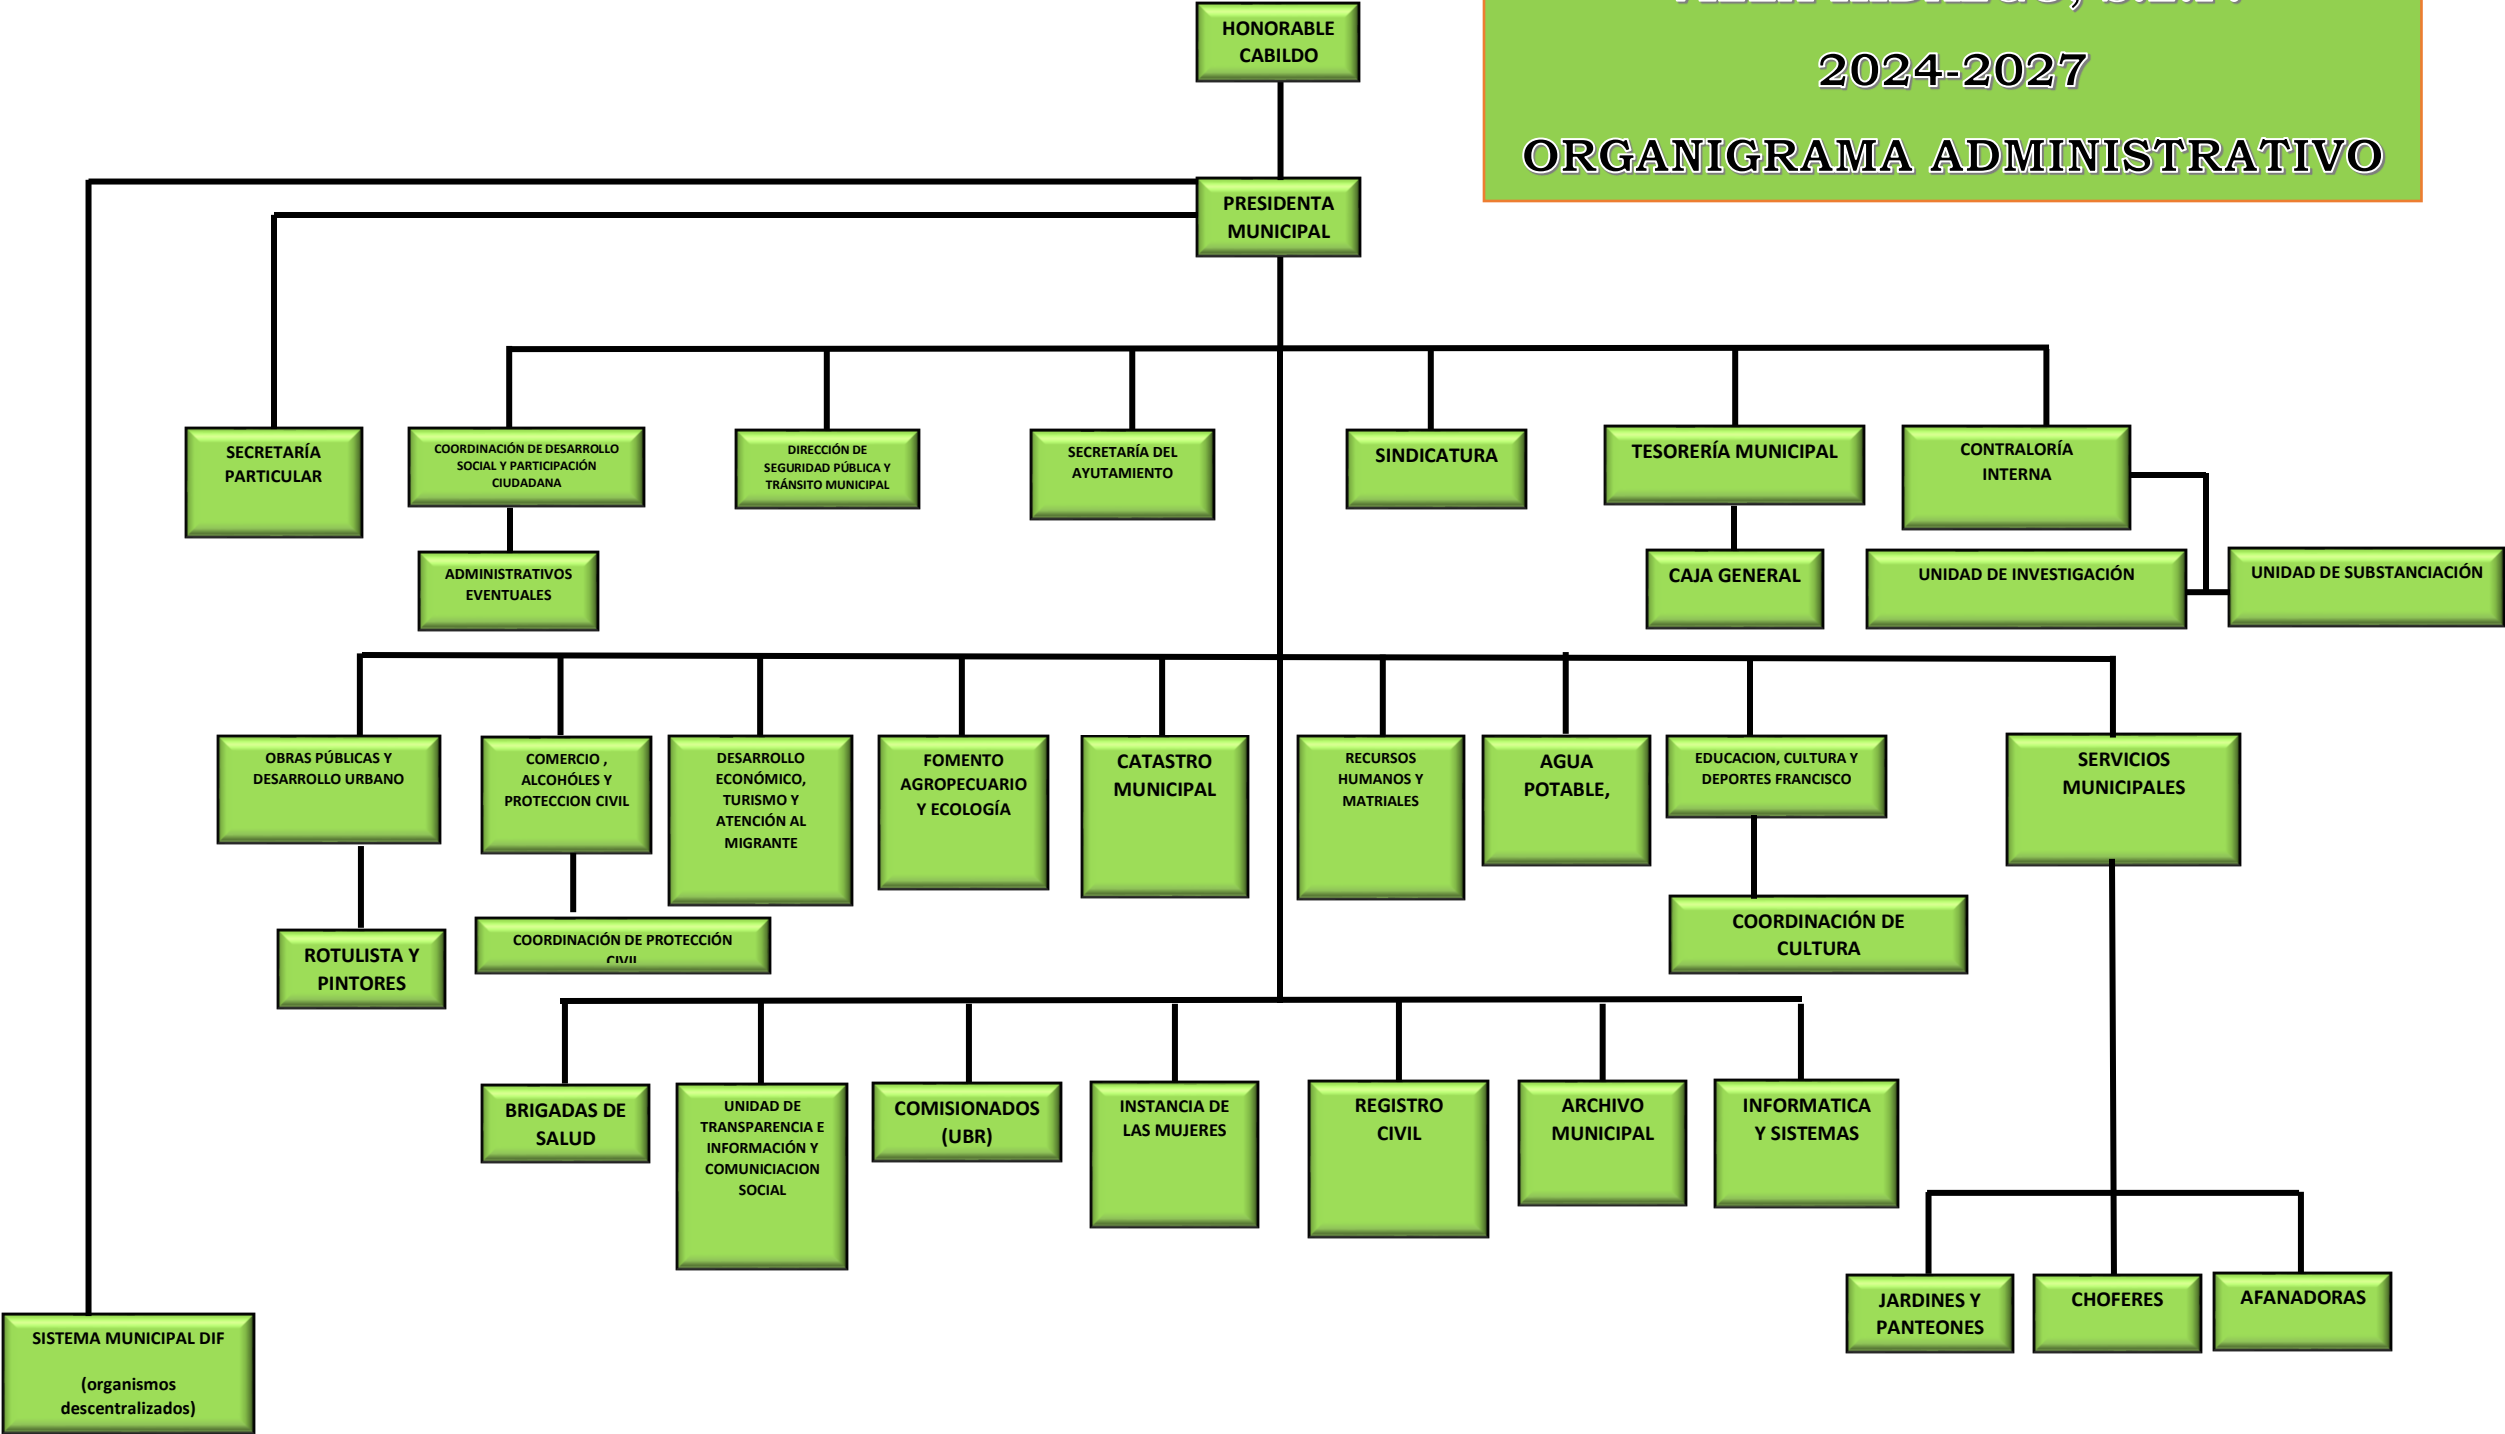 HONORABLE
CABILDO
2024-2027
ORGANIGRAMA ADMINISTRATIVO
PRESIDENTA
MUNICIPAL
SECRETARÍA
PARTICULAR
COORDINACIÓN DE DESARROLLO
SOCIAL Y PARTICIPACIÓN
CIUDADANA
DIRECCIÓN DE
SEGURIDAD PÚBLICA Y
TRÁNSITO MUNICIPAL
SECRETARÍA DEL
AYUTAMIENTO
SINDICATURA
TESORERÍA MUNICIPAL
CONTRALORÍA
INTERNA
ADMINISTRATIVOS
EVENTUALES
CAJA GENERAL
UNIDAD DE INVESTIGACIÓN
UNIDAD DE SUBSTANCIACIÓN
OBRAS PÚBLICAS Y
DESARROLLO URBANO
COMERCIO ,
ALCOHÓLES Y
PROTECCION CIVIL
DESARROLLO
ECONÓMICO,
TURISMO Y
ATENCIÓN AL
MIGRANTE
FOMENTO
AGROPECUARIO
Y ECOLOGÍA
CATASTRO
MUNICIPAL
RECURSOS
HUMANOS Y
MATRIALES
AGUA
POTABLE,
EDUCACION, CULTURA Y
DEPORTES FRANCISCO
SERVICIOS
MUNICIPALES
ROTULISTA Y
PINTORES
COORDINACIÓN DE PROTECCIÓN
CIVIL
COORDINACIÓN DE
CULTURA
BRIGADAS DE
SALUD
UNIDAD DE
TRANSPARENCIA E
INFORMACIÓN Y
COMUNICIACION
SOCIAL
COMISIONADOS
(UBR)
INSTANCIA DE
LAS MUJERES
REGISTRO
CIVIL
ARCHIVO
MUNICIPAL
INFORMATICA
Y SISTEMAS
JARDINES Y
PANTEONES
CHOFERES
AFANADORAS
SISTEMA MUNICIPAL DIF
(organismos
descentralizados)